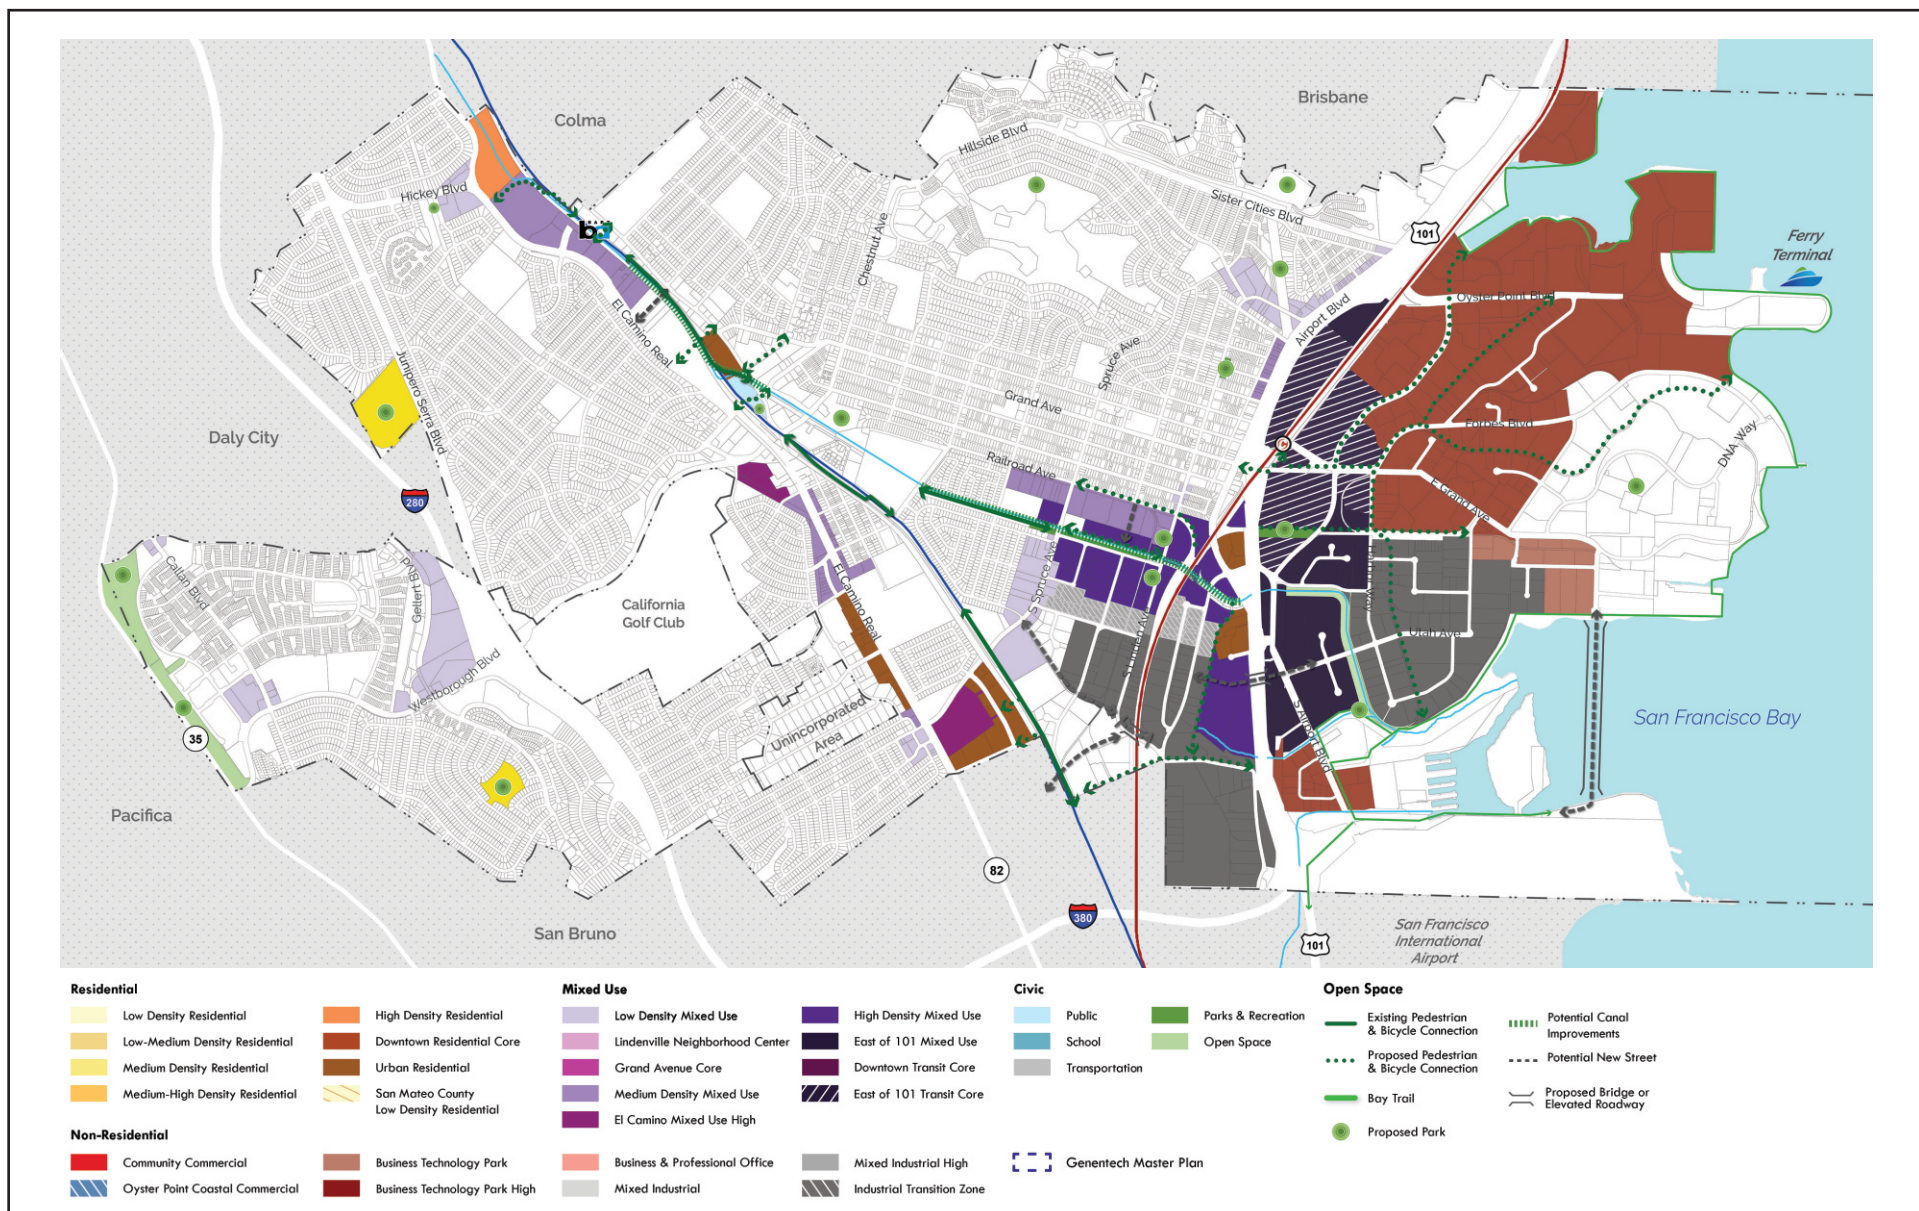 Colma
Brisbane
Hillside Blvd
Hickey Blvd
Sister Cities Blvd
101
Chestnut Ave
b
Ferry
Terminal
El Camino Real
Airport Blvd
Oyster Point Blvd
Junipero Serra Blvd
Spruce Ave
Grand Ave
Daly City
Forbes Blvd
DNA Way
Railroad Ave
280
E Grand Ave
Callan Blvd
Gellert Blvd
California
Golf Club
El Camino Real
S Spruce Ave
S Linden Ave
Harbor Way
Utah Ave
Westborough Blvd
Unincorporated
Area
S Airport Blvd
San Francisco Bay
35
Pacifica
82
380
San Bruno
101
San Francisco
International
Airport
Residential
Low Density Residential
Low-Medium Density Residential
Medium Density Residential
Medium-High Density Residential
High Density Residential
Downtown Residential Core
Urban Residential
San Mateo County
Low Density Residential
Non-Residential
Community Commercial
Oyster Point Coastal Commercial
Business Technology Park
Business Technology Park High
Mixed Use
Low Density Mixed Use
Lindenville Neighborhood Center
Grand Avenue Core
Medium Density Mixed Use
El Camino Mixed Use High
High Density Mixed Use
East of 101 Mixed Use
Downtown Transit Core
East of 101 Transit Core
Business & Professional Office
Mixed Industrial
Mixed Industrial High
Industrial Transition Zone
Civic
Public
School
Transportation
Parks & Recreation
Open Space
Genentech Master Plan
Open Space
Existing Pedestrian
& Bicycle Connection
Proposed Pedestrian
& Bicycle Connection
Bay Trail
Proposed Park
Potential Canal
Improvements
Potential New Street
Proposed Bridge or
Elevated Roadway